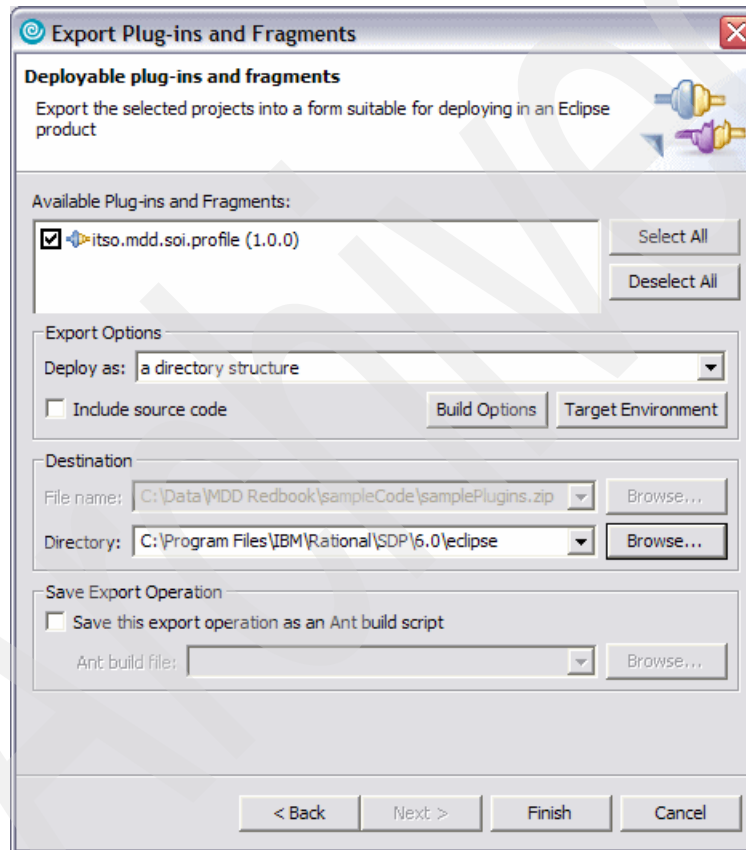 Export Plug-ins and Fragments
Deployable plug-ins and fragments
Export the selected projects into a form suitable for deploying in an Eclipse
product
Available Plug-ins and Fragments:
itso.mdd.soi.profile (1.0.0)
Select All
Deselect All
Export Options
Deploy as: a directory structure
Include source code Build Options Target Environment
Destination
File name: C:\Data\MDD Redbook\sampleCode\samplePlugins.zip Browse...
Directory: C:\Program Files\IBM\Rational\SDP\6.0\eclipse Browse...
Save Export Operation
Save this export operation as an Ant build script
Ant build file: Browse...
< Back Next > Finish Cancel